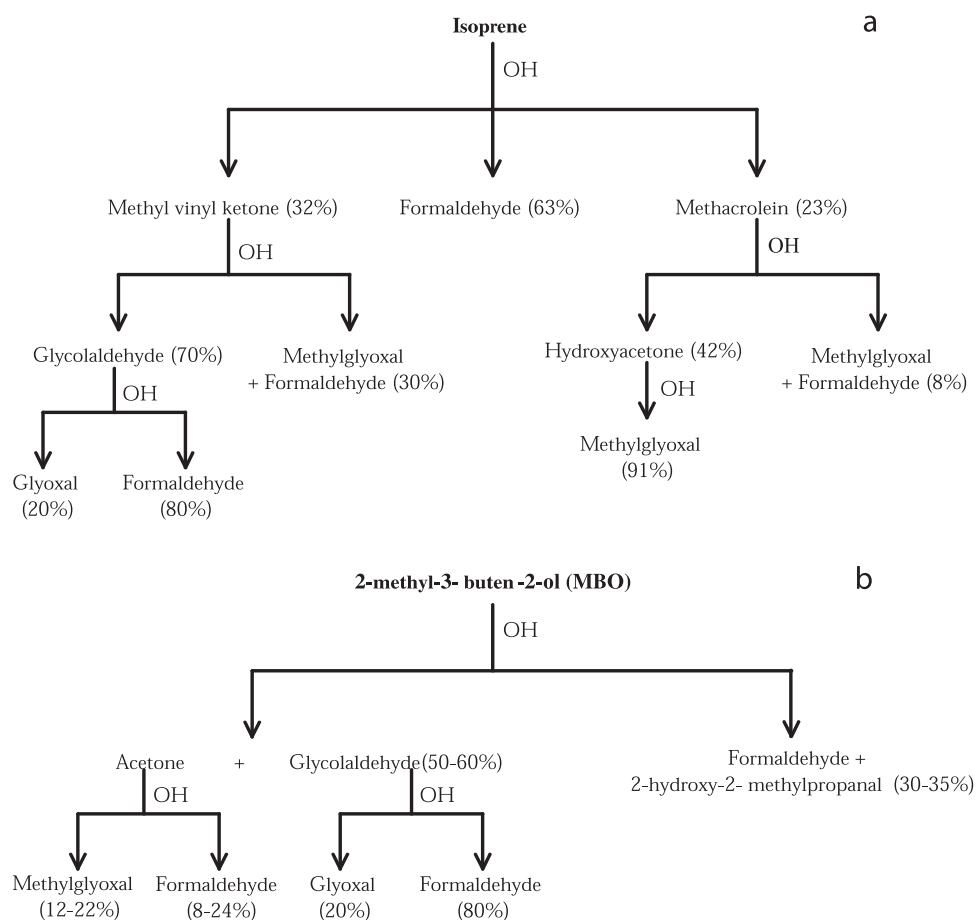 a
Isoprene
OH
Methyl vinyl ketone (32%)
Formaldehyde (63%)
Methacrolein (23%)
OH
OH
Glycolaldehyde (70%)
Methylglyoxal
+ Formaldehyde (30%)
Hydroxyacetone (42%)
Methylglyoxal
+ Formaldehyde (8%)
OH
OH
Glyoxal
(20%)
Formaldehyde
(80%)
Methylglyoxal
(91%)
b
2-methyl-3- buten -2-ol (MBO)
OH
Acetone + Glycolaldehyde(50-60%)
Formaldehyde +
2-hydroxy-2- methylpropanal (30-35%)
OH
OH
Methylglyoxal
(12-22%)
Formaldehyde
(8-24%)
Glyoxal
(20%)
Formaldehyde
(80%)